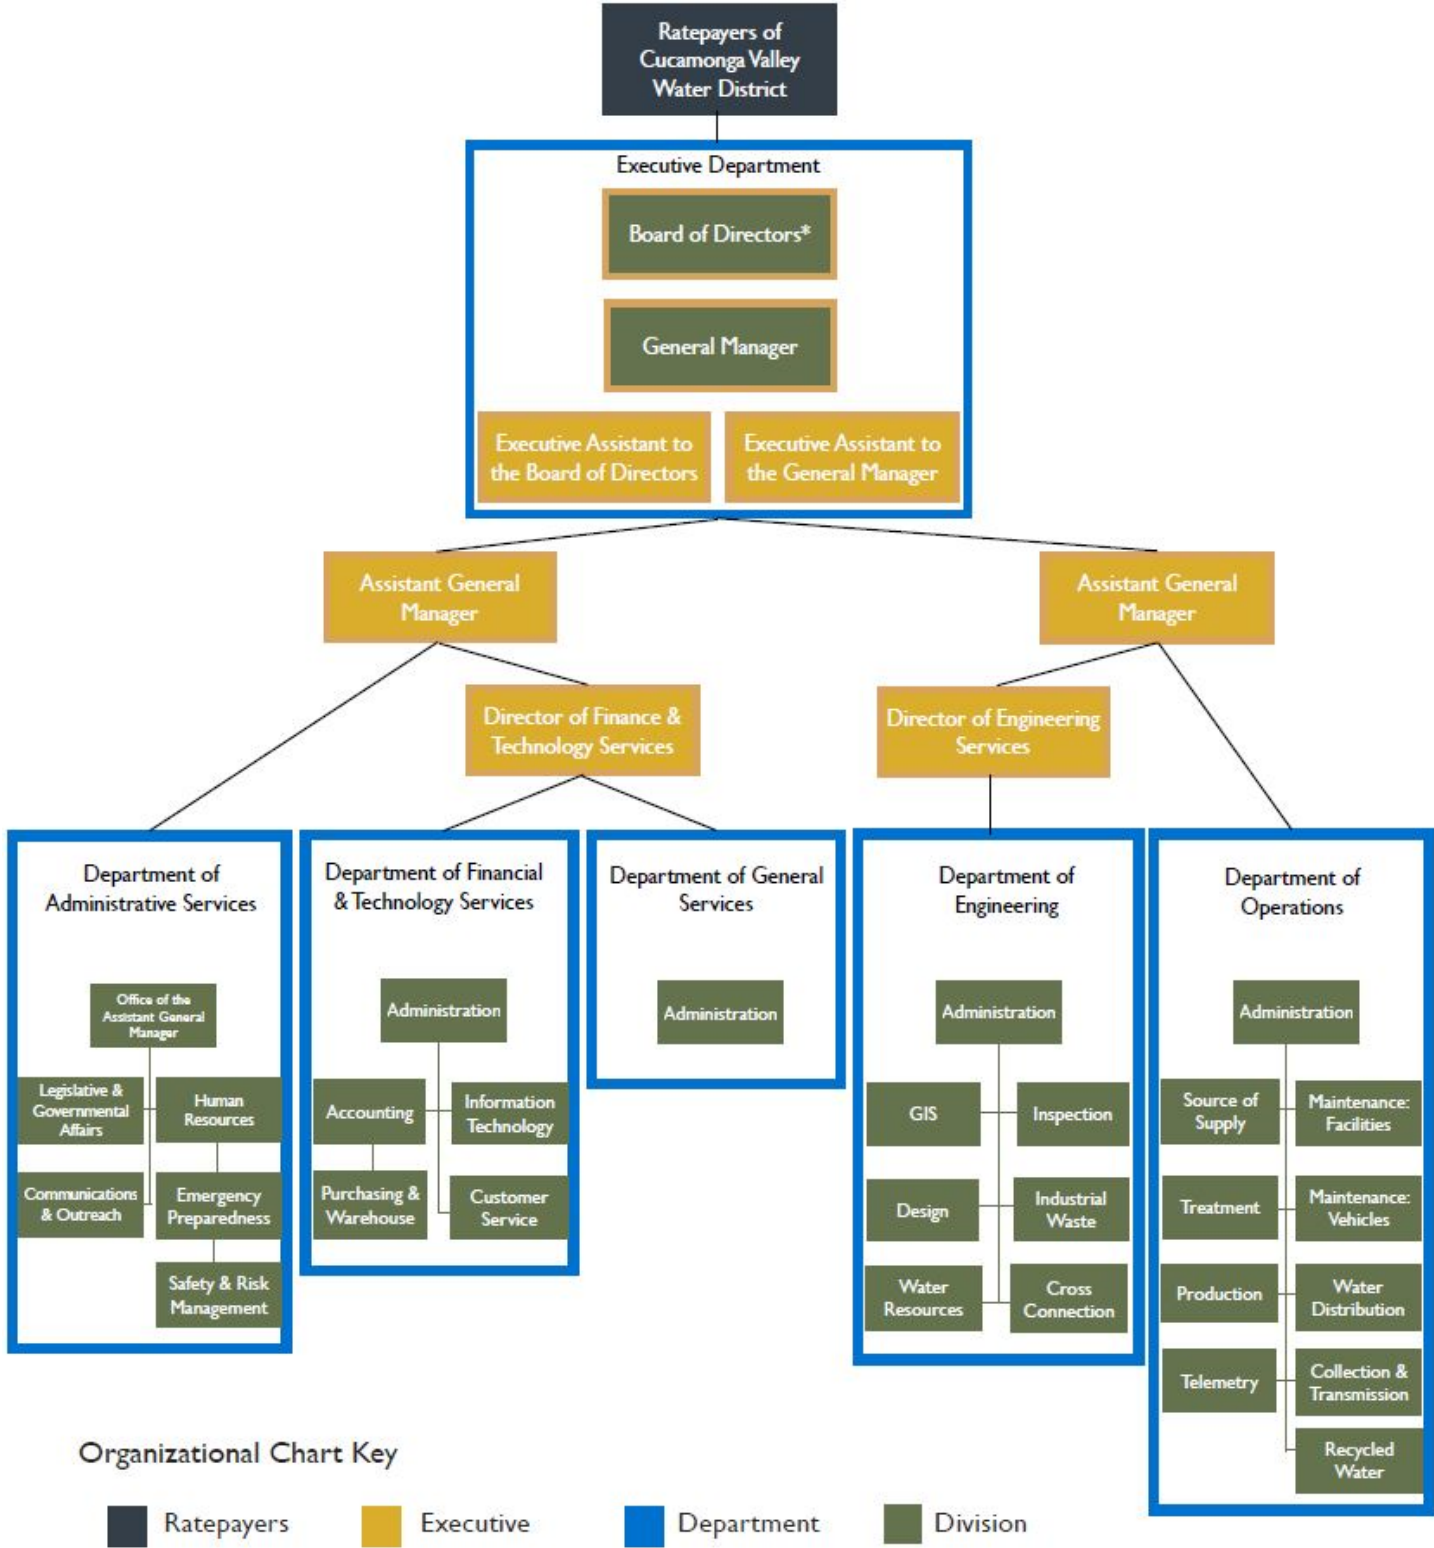 Ratepayers of
Cucamonga Valley
Water District
Executive Department
Board of Directors*
General Manager
Executive Assistant to
the Board of Directors
Executive Assistant to
the General Manager
Assistant General
Manager
Assistant General
Manager
Director of Finance &
Technology Services
Director of Engineering
Services
Department of
Administrative Services
Office of the
Assistant General
Manager
Legislative &
Governmental
Affairs
Human
Resources
Communications
& Outreach
Emergency
Preparedness
Safety & Risk
Management
Department of Financial
& Technology Services
Administration
Accounting
Information
Technology
Purchasing &
Warehouse
Customer
Service
Department of General
Services
Administration
Department of
Engineering
Administration
GIS
Inspection
Design
Industrial
Waste
Water
Resources
Cross
Connection
Department of
Operations
Administration
Source of
Supply
Maintenance:
Facilities
Treatment
Maintenance:
Vehicles
Production
Water
Distribution
Telemetry
Collection &
Transmission
Recycled
Water
Organizational Chart Key
Ratepayers
Executive
Department
Division